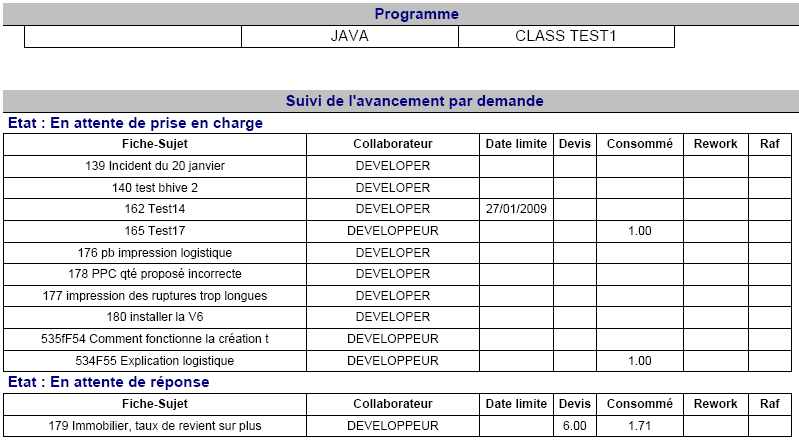 Programme
JAVA CLASS TEST1
Suivi de l'avancement par demande
Etat : En attente de prise en charge
Fiche-Sujet Collaborateur Date limite Devis Consommé Rework Raf
139 Incident du 20 janvier DEVELOPER
140 test bhive 2 DEVELOPER
162 Test14 DEVELOPER 27/01/2009
165 Test17 DEVELOPPEUR 1.00
176 pb impression logistique DEVELOPER
178 PPC qté proposé incorrecte DEVELOPER
177 impression des ruptures trop longues DEVELOPER
180 installer la V6 DEVELOPER
535fF54 Comment fonctionne la création t DEVELOPPEUR
534F55 Explication logistique DEVELOPPEUR 1.00
Etat : En attente de réponse
Fiche-Sujet Collaborateur Date limite Devis Consommé Rework Raf
179 Immobilier, taux de revient sur plus DEVELOPPEUR 6.00 1.71